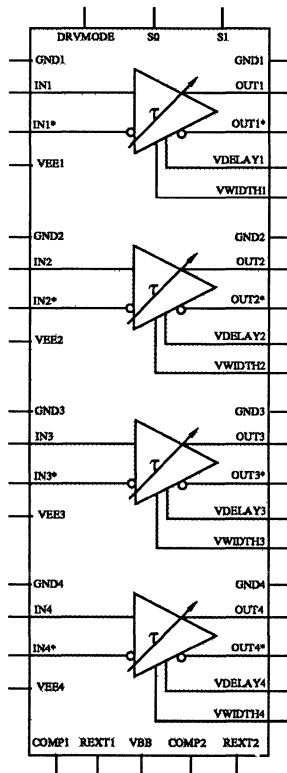 DRVMODE S0 S1
GND1 GND1
IN1 OUT1
τ
IN1* OUT1*
VEE1 VDELAY1
VWIDTH1
GND2 GND2
IN2 OUT2
τ
IN2* OUT2*
VEE2 VDELAY2
VWIDTH2
GND3 GND3
IN3 OUT3
τ
IN3* OUT3*
VEE3 VDELAY3
VWIDTH3
GND4 GND4
IN4 OUT4
τ
IN4* OUT4*
VEE4 VDELAY4
VWIDTH4
COMP1 REXT1 VBB COMP2 REXT2